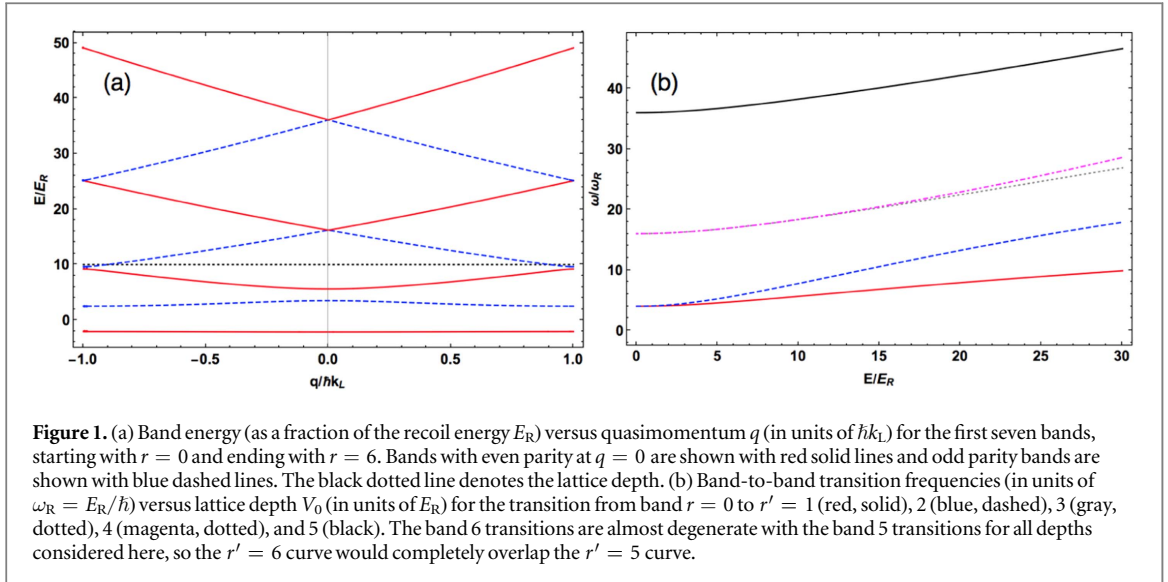 (a)
50
40
30
20
10
0
E/E_R
−1.0 −0.5 0.0 0.5 1.0
q/ℏk_L
(b)
40
30
20
10
0
ω/ω_R
0 5 10 15 20 25 30
E/E_R
Figure 1. (a) Band energy (as a fraction of the recoil energy E_R) versus quasimomentum q (in units of ℏk_L) for the first seven bands,
starting with r = 0 and ending with r = 6. Bands with even parity at q = 0 are shown with red solid lines and odd parity bands are
shown with blue dashed lines. The black dotted line denotes the lattice depth. (b) Band-to-band transition frequencies (in units of
ω_R = E_R/ℏ) versus lattice depth V_0 (in units of E_R) for the transition from band r = 0 to r′ = 1 (red, solid), 2 (blue, dashed), 3 (gray,
dotted), 4 (magenta, dotted), and 5 (black). The band 6 transitions are almost degenerate with the band 5 transitions for all depths
considered here, so the r′ = 6 curve would completely overlap the r′ = 5 curve.